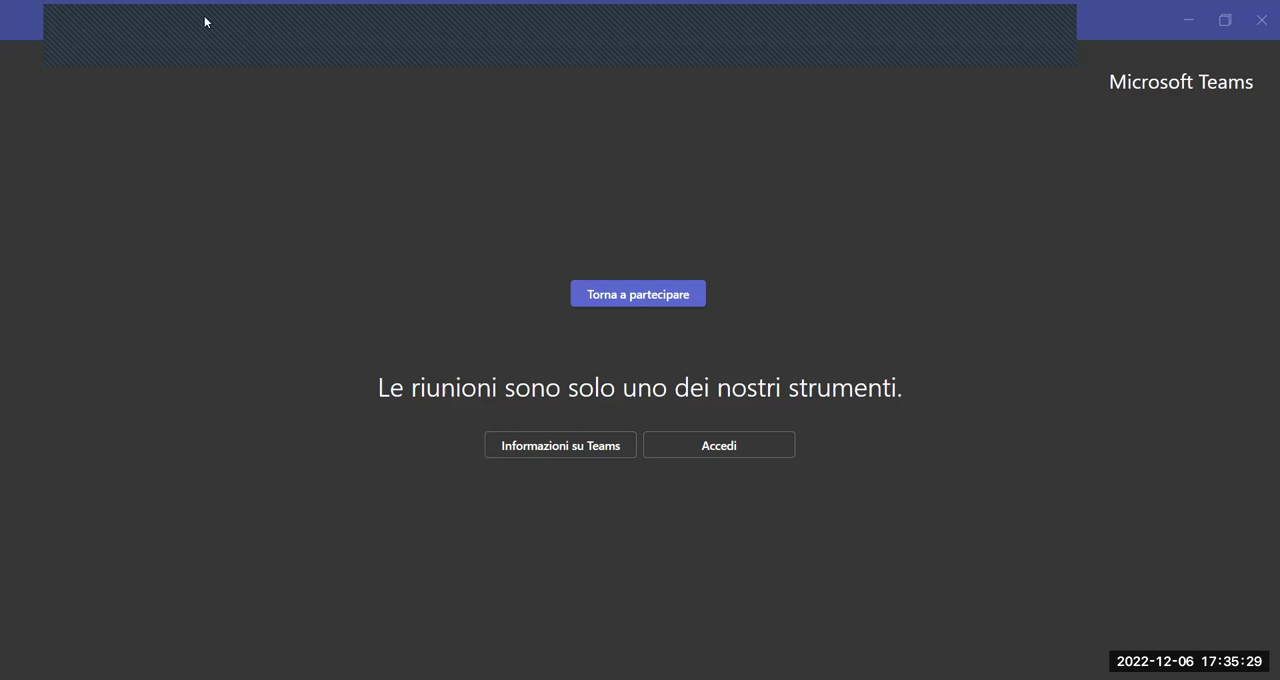 Microsoft Teams
Torna a partecipare
Le riunioni sono solo uno dei nostri strumenti.
Informazioni su Teams
Accedi
2022-12-06 17:35:29